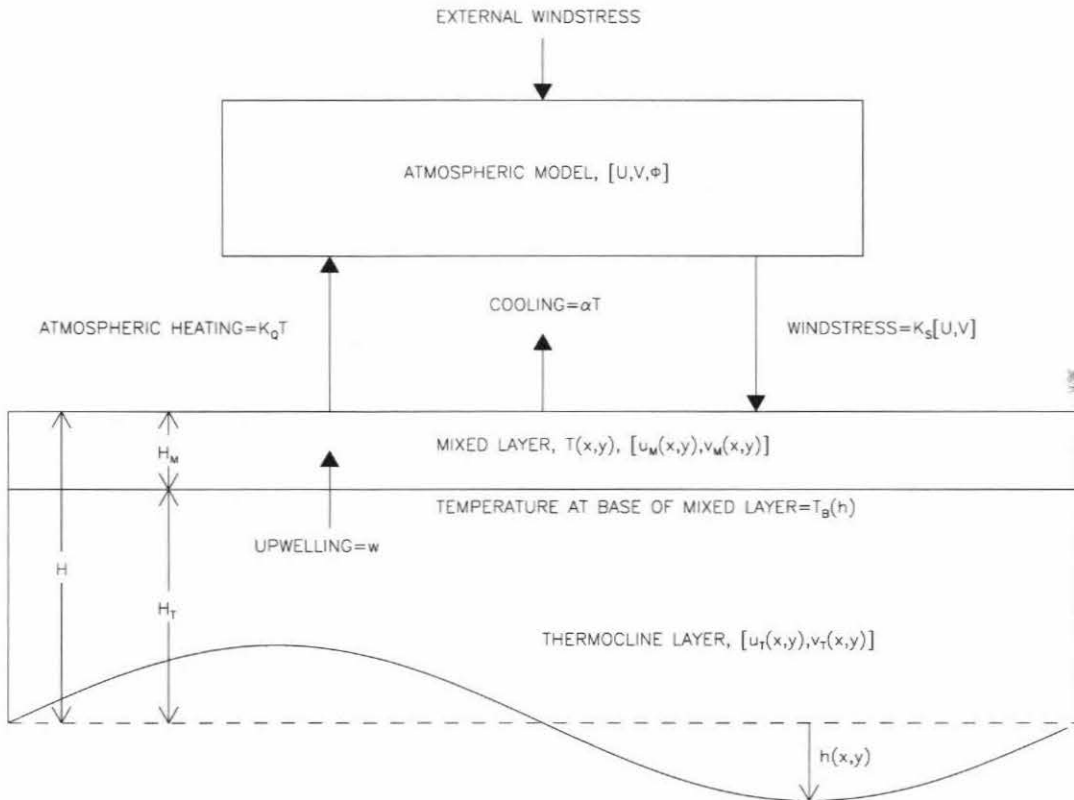 EXTERNAL WINDSTRESS
ATMOSPHERIC MODEL, [U,V,Φ]
COOLING=αT
ATMOSPHERIC HEATING=K_Q T
WINDSTRESS=K_S[U,V]
MIXED LAYER, T(x,y), [u_M(x,y),v_M(x,y)]
H_M
TEMPERATURE AT BASE OF MIXED LAYER=T_B(h)
UPWELLING=w
H
H_T
THERMOCLINE LAYER, [u_T(x,y),v_T(x,y)]
h(x,y)